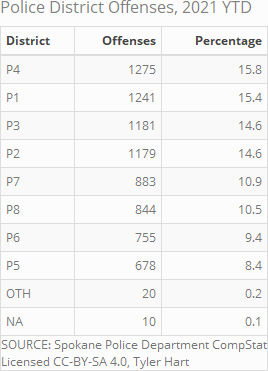 Police District Offenses, 2021 YTD
District Offenses Percentage
P4 1275 15.8
P1 1241 15.4
P3 1181 14.6
P2 1179 14.6
P7 883 10.9
P8 844 10.5
P6 755 9.4
P5 678 8.4
OTH 20 0.2
NA 10 0.1
SOURCE: Spokane Police Department CompStat
Licensed CC-BY-SA 4.0, Tyler Hart